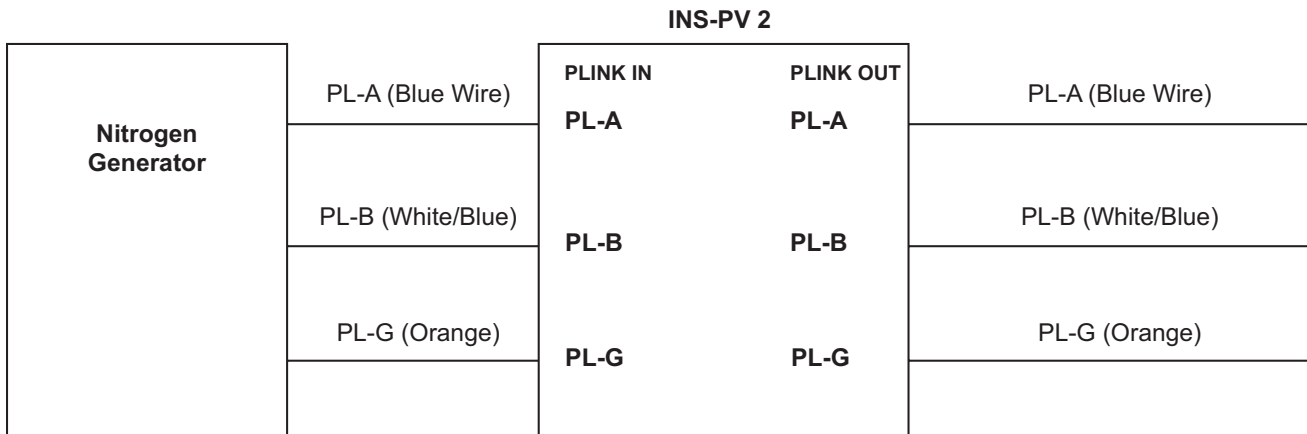 INS-PV 2
PLINK IN
PLINK OUT
PL-A (Blue Wire)
PL-A (Blue Wire)
PL-A
PL-A
Nitrogen
Generator
PL-B (White/Blue)
PL-B (White/Blue)
PL-B
PL-B
PL-G (Orange)
PL-G (Orange)
PL-G
PL-G